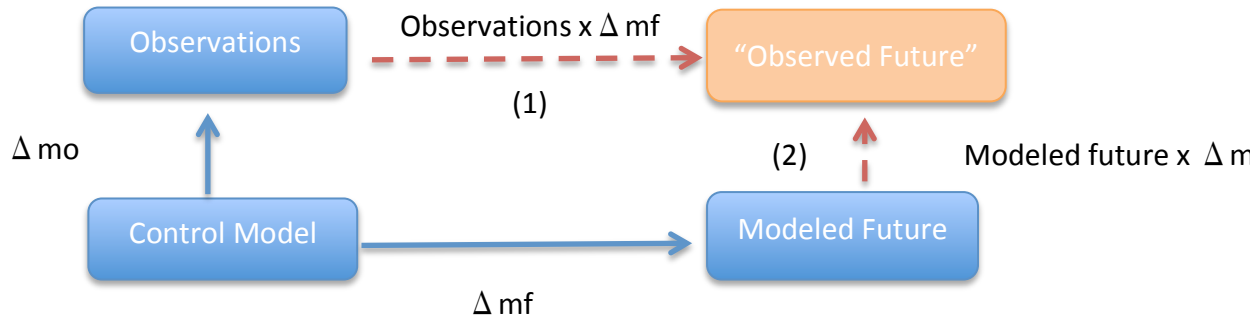 Observations
Observations x Δ mf
“Observed Future”
(1)
Δ mo
(2)
Modeled future x Δ m
Control Model
Modeled Future
Δ mf